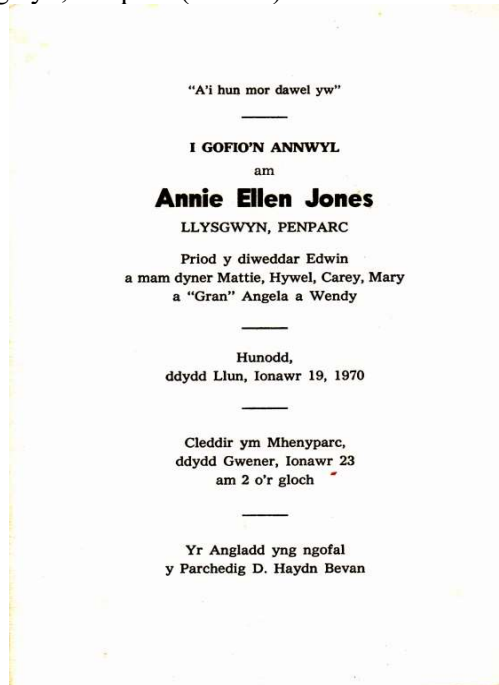 "A'i hun mor dawel yw"
I GOFIO'N ANNWYL
am
Annie Ellen Jones
LLYSGWYN, PENPARC
Priod y diweddar Edwin
a mam dyner Mattie, Hywel, Carey, Mary
a "Gran" Angela a Wendy
Hunodd,
ddydd Llun, Ionawr 19, 1970
Cleddir ym Mhenyparc,
ddydd Gwener, Ionawr 23
am 2 o'r gloch
Yr Angladd yng ngofal
y Parchedig D. Haydn Bevan